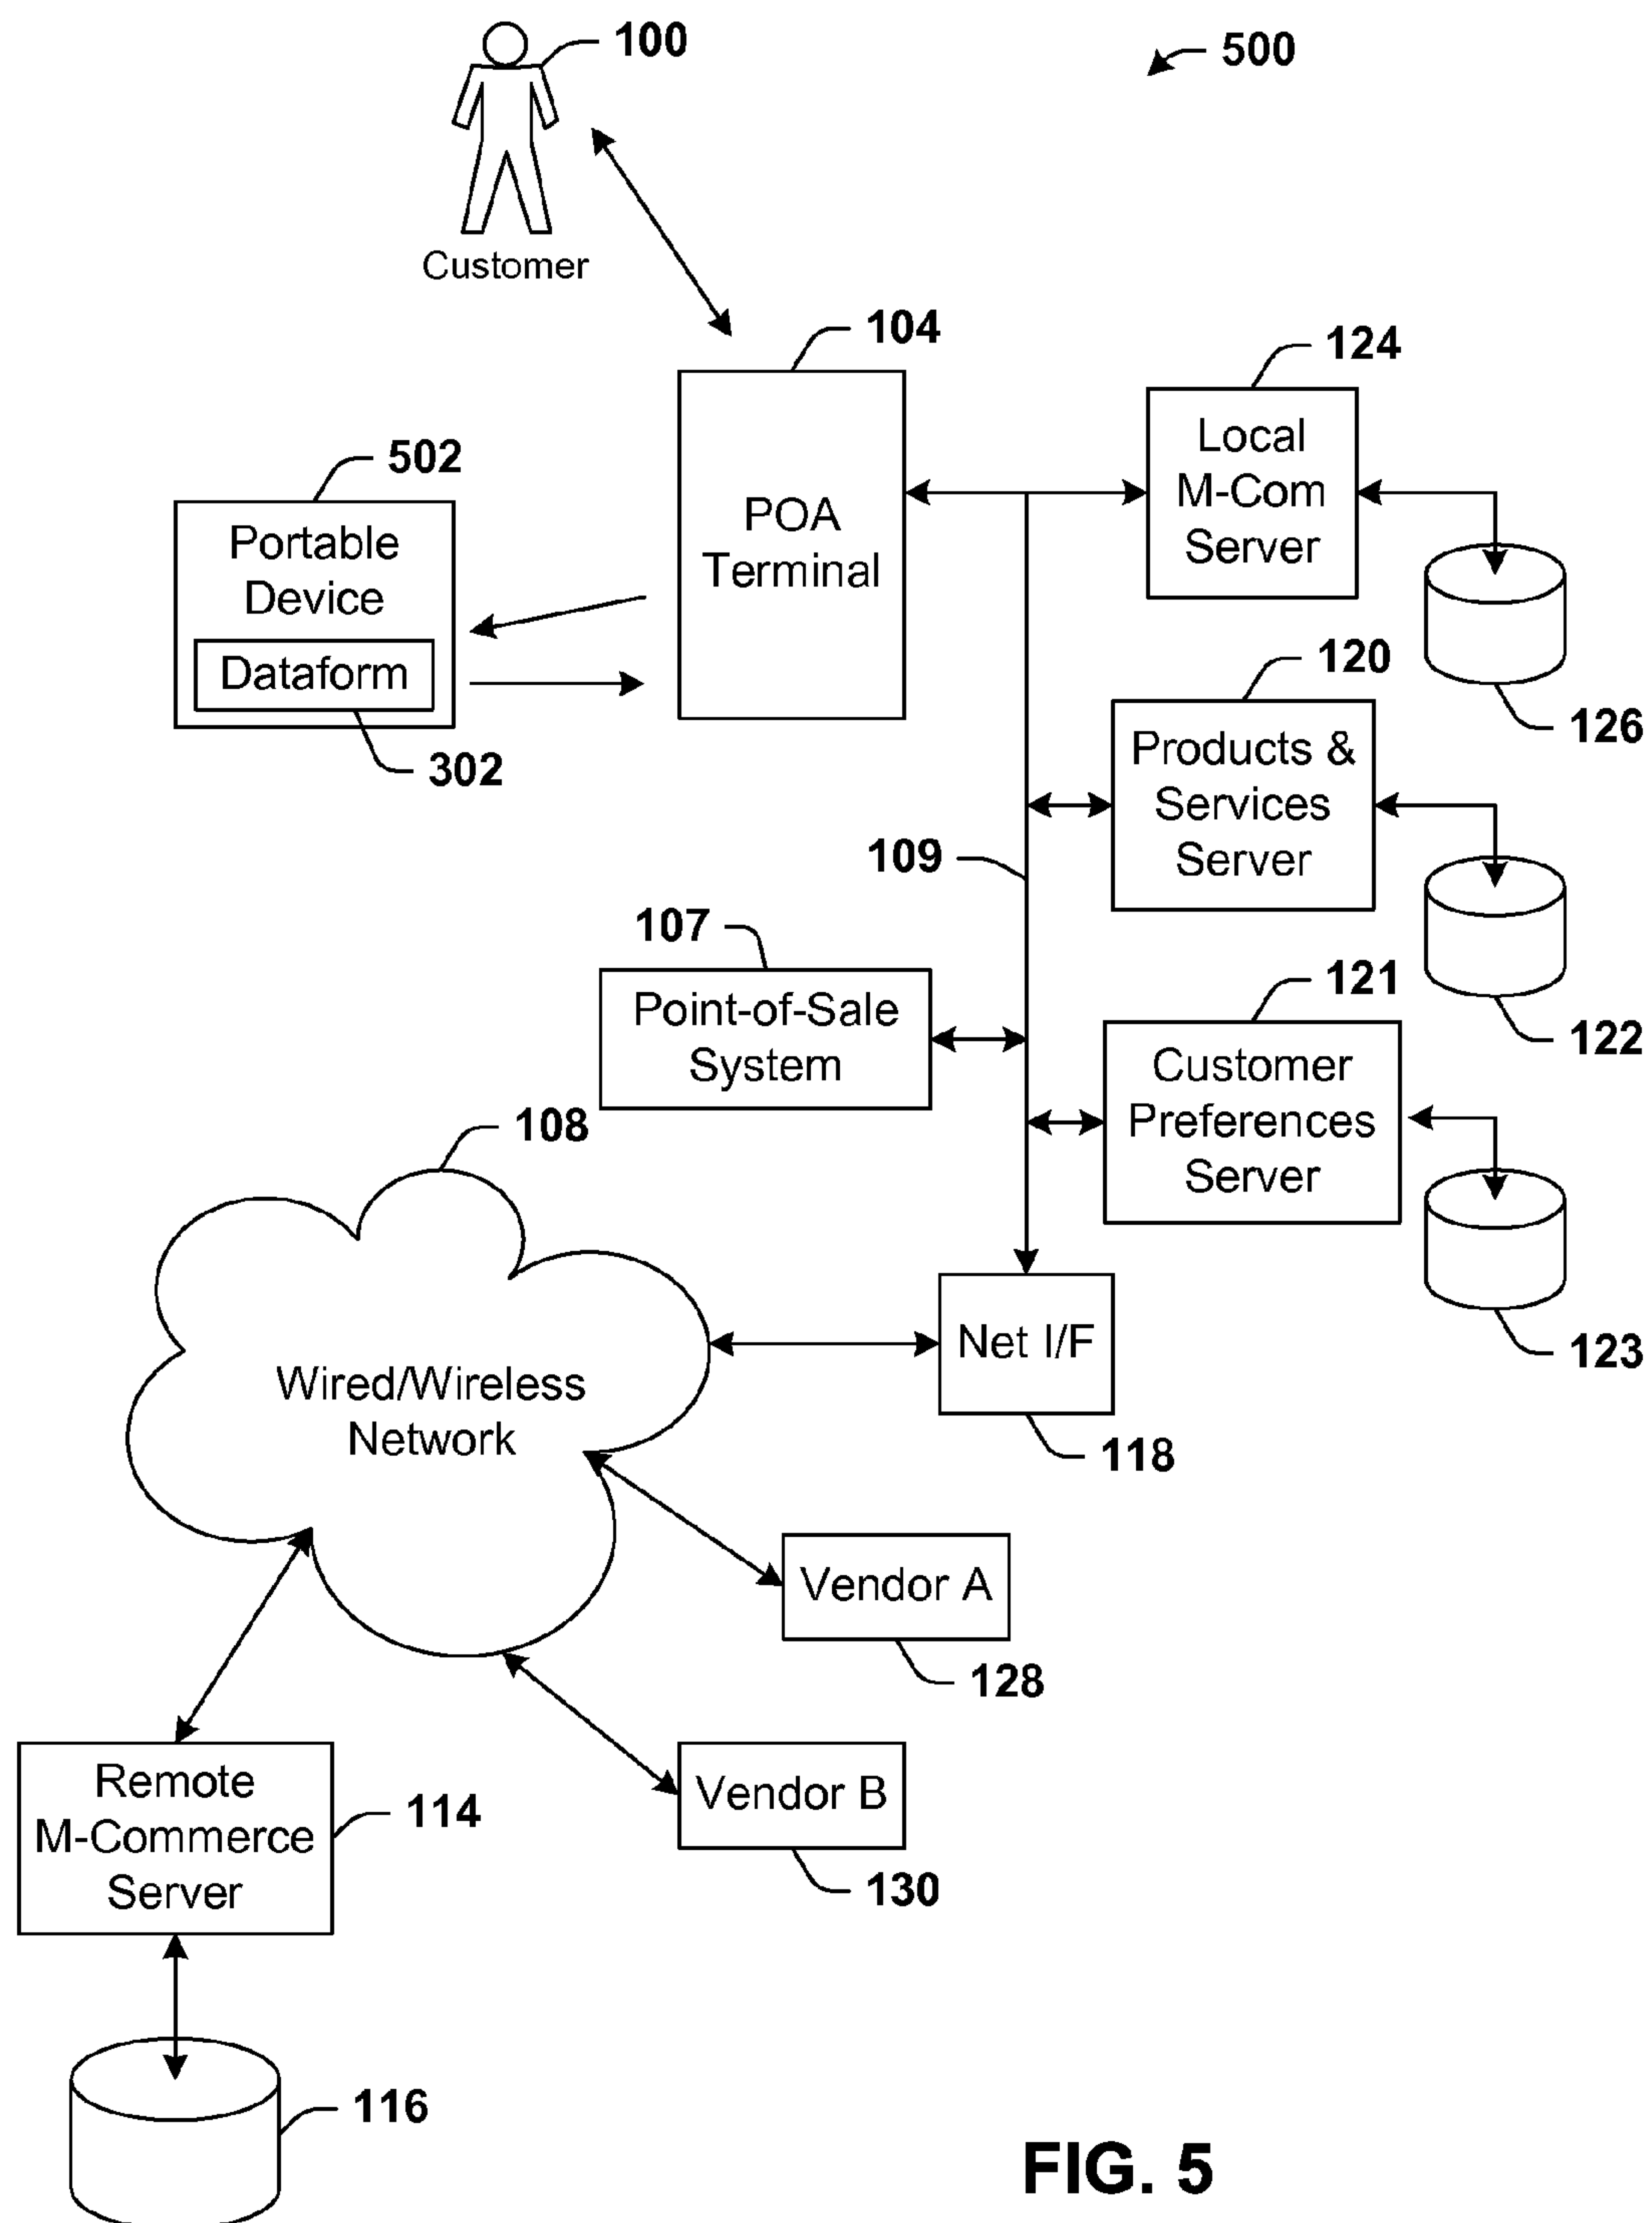 100
500
Customer
104
124
Local
M-Com
Server
502
Portable
Device
Dataform
302
POA
Terminal
126
120
Products &
Services
Server
109
122
107
Point-of-Sale
System
121
Customer
Preferences
Server
123
108
Wired/Wireless
Network
Net I/F
118
Vendor A
128
Vendor B
130
Remote
M-Commerce
Server
114
116
FIG. 5